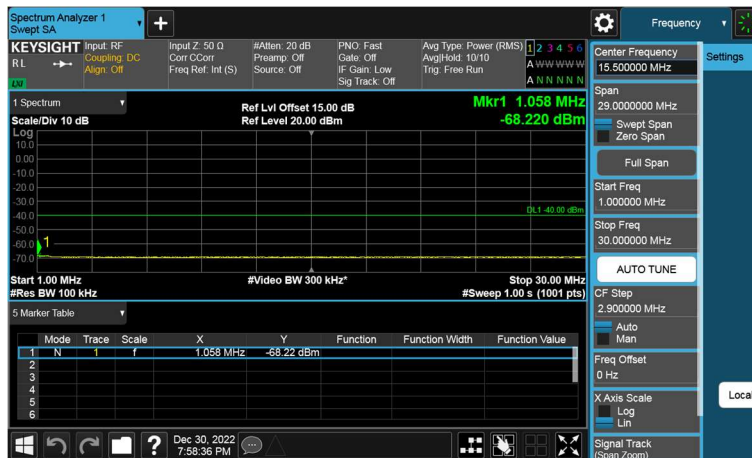 Spectrum Analyzer 1
Swept SA
Frequency
KEYSIGHT
RL
LXI
Input: RF
Coupling: DC
Align: Off
Input Z: 50 Ω
Corr CCorr
Freq Ref: Int (S)
#Atten: 20 dB
Preamp: Off
Source: Off
PNO: Fast
Gate: Off
IF Gain: Low
Sig Track: Off
Avg Type: Power (RMS)
Avg|Hold: 10/10
Trig: Free Run
1 2 3 4 5 6
A W W W W W
A N N N N N
1 Spectrum
Scale/Div 10 dB
Ref Lvl Offset 15.00 dB
Ref Level 20.00 dBm
Mkr1 1.058 MHz
-68.220 dBm
Log
10.0
0.00
-10.0
-20.0
-30.0
-40.0
-50.0
-60.0
-70.0
DL1 -40.00 dBm
1
Start 1.00 MHz
#Res BW 100 kHz
#Video BW 300 kHz*
Stop 30.00 MHz
#Sweep 1.00 s (1001 pts)
5 Marker Table
Mode Trace Scale X Y Function Function Width Function Value
1 N 1 f 1.058 MHz -68.22 dBm
2
3
4
5
6
Dec 30, 2022
7:58:36 PM
Center Frequency
15.500000 MHz
Settings
Span
29.0000000 MHz
Swept Span
Zero Span
Full Span
Start Freq
1.000000 MHz
Stop Freq
30.000000 MHz
AUTO TUNE
CF Step
2.900000 MHz
Auto
Man
Freq Offset
0 Hz
X Axis Scale
Log
Lin
Local
Signal Track
(Span Zoom)